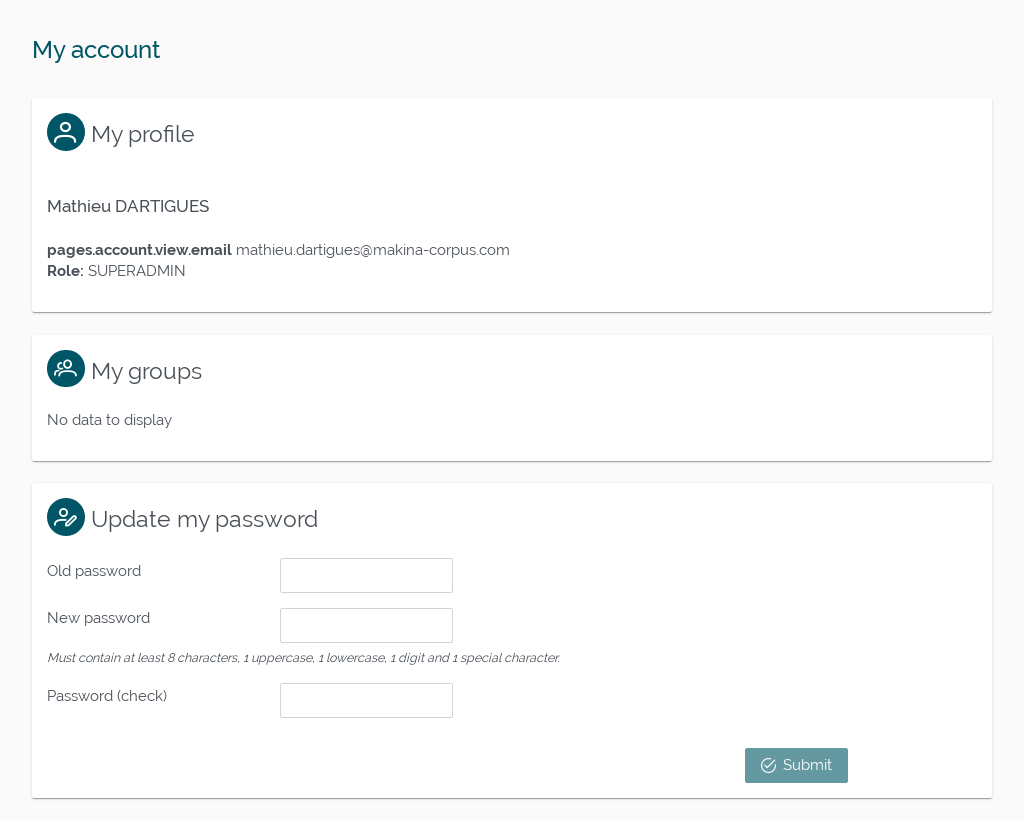 My account
My profile
Mathieu DARTIGUES
pages.account.view.email mathieu.dartigues@makina-corpus.com
Role: SUPERADMIN
My groups
No data to display
Update my password
Old password
New password
Must contain at least 8 characters, 1 uppercase, 1 lowercase, 1 digit and 1 special character.
Password (check)
Submit